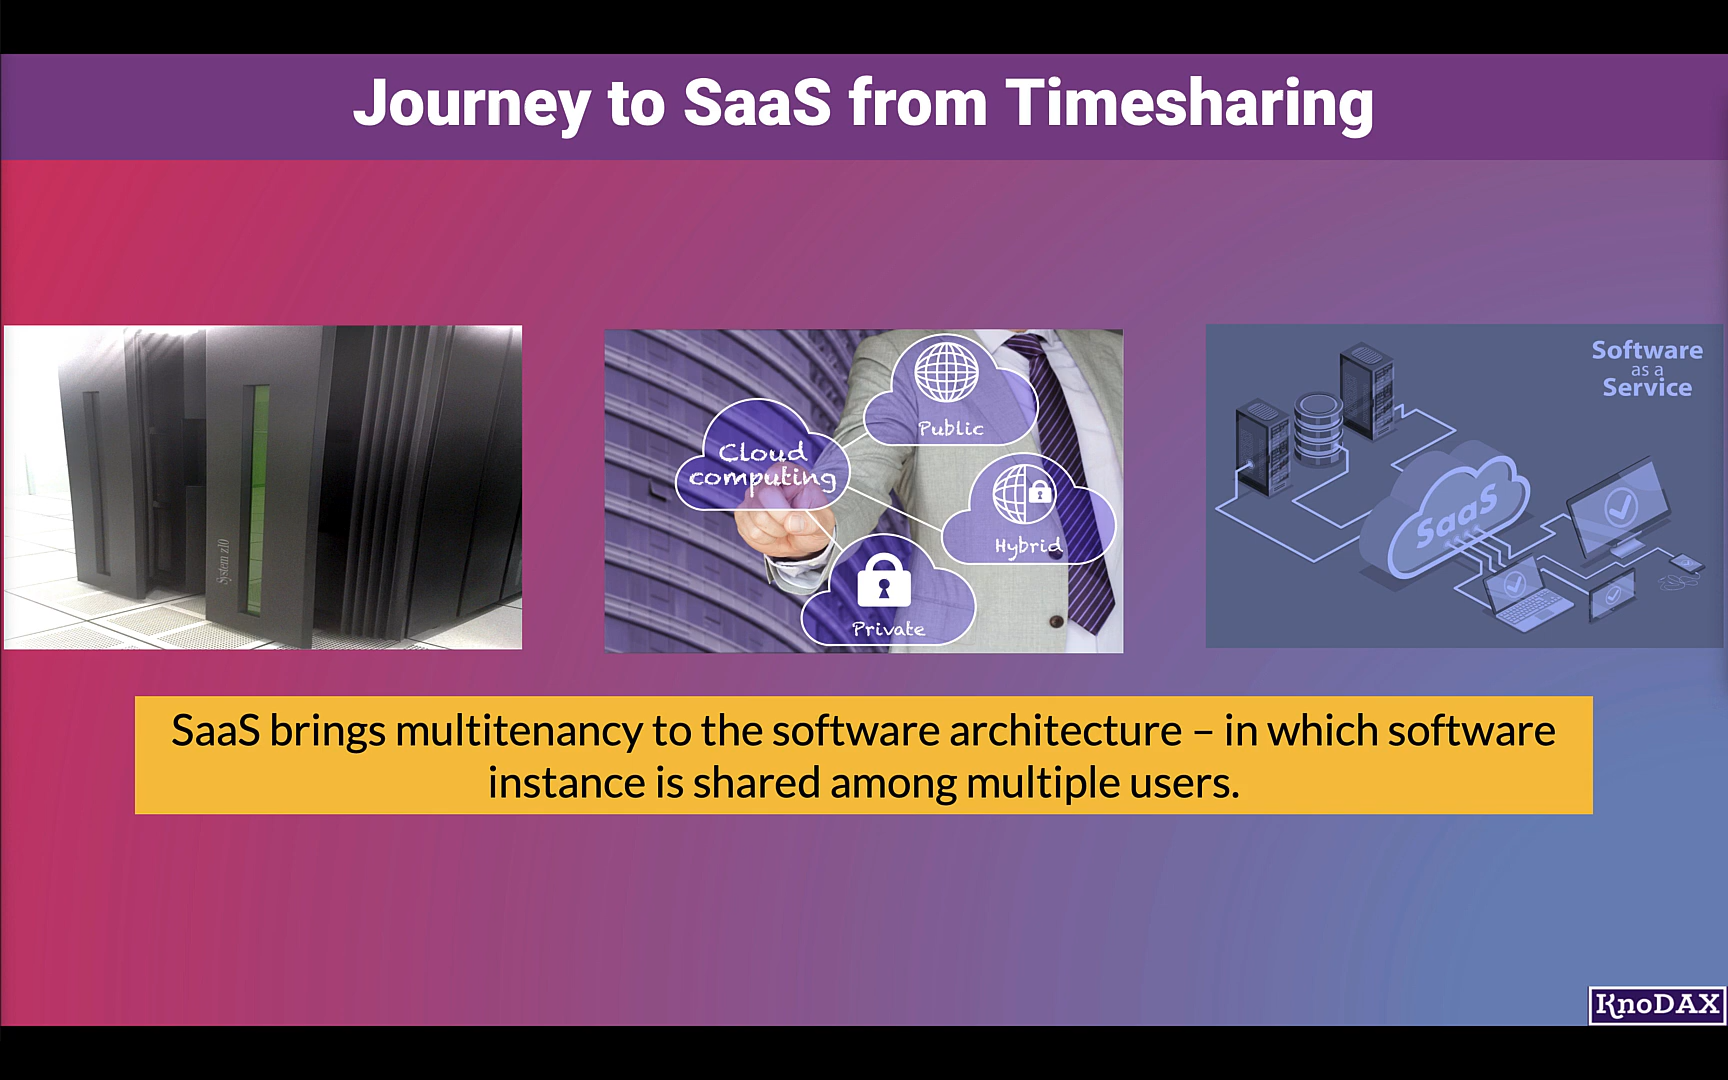 Journey to SaaS from Timesharing
System z10
Cloud
computing
Public
Hybrid
Private
Software
as a
Service
SaaS
SaaS brings multitenancy to the software architecture – in which software
instance is shared among multiple users.
KnoDAX